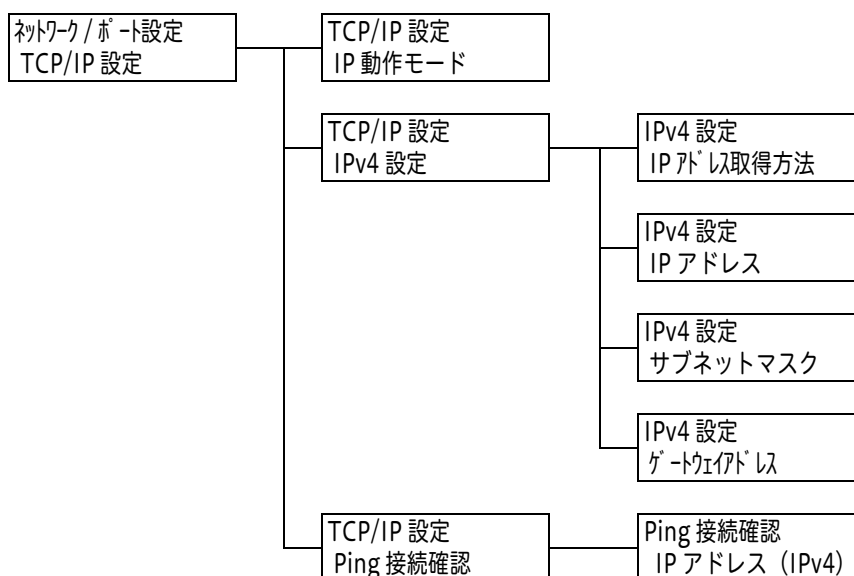 ﾈｯﾄﾜｰｸ / ﾎﾟｰﾄ設定
TCP/IP 設定
TCP/IP 設定
IP 動作モード
TCP/IP 設定
IPv4 設定
IPv4 設定
IP ｱﾄﾞﾚｽ取得方法
IPv4 設定
IP アドレス
IPv4 設定
サブネットマスク
IPv4 設定
ｹﾞｰﾄｳｪｲｱﾄﾞﾚｽ
TCP/IP 設定
Ping 接続確認
Ping 接続確認
IP アドレス（IPv4）